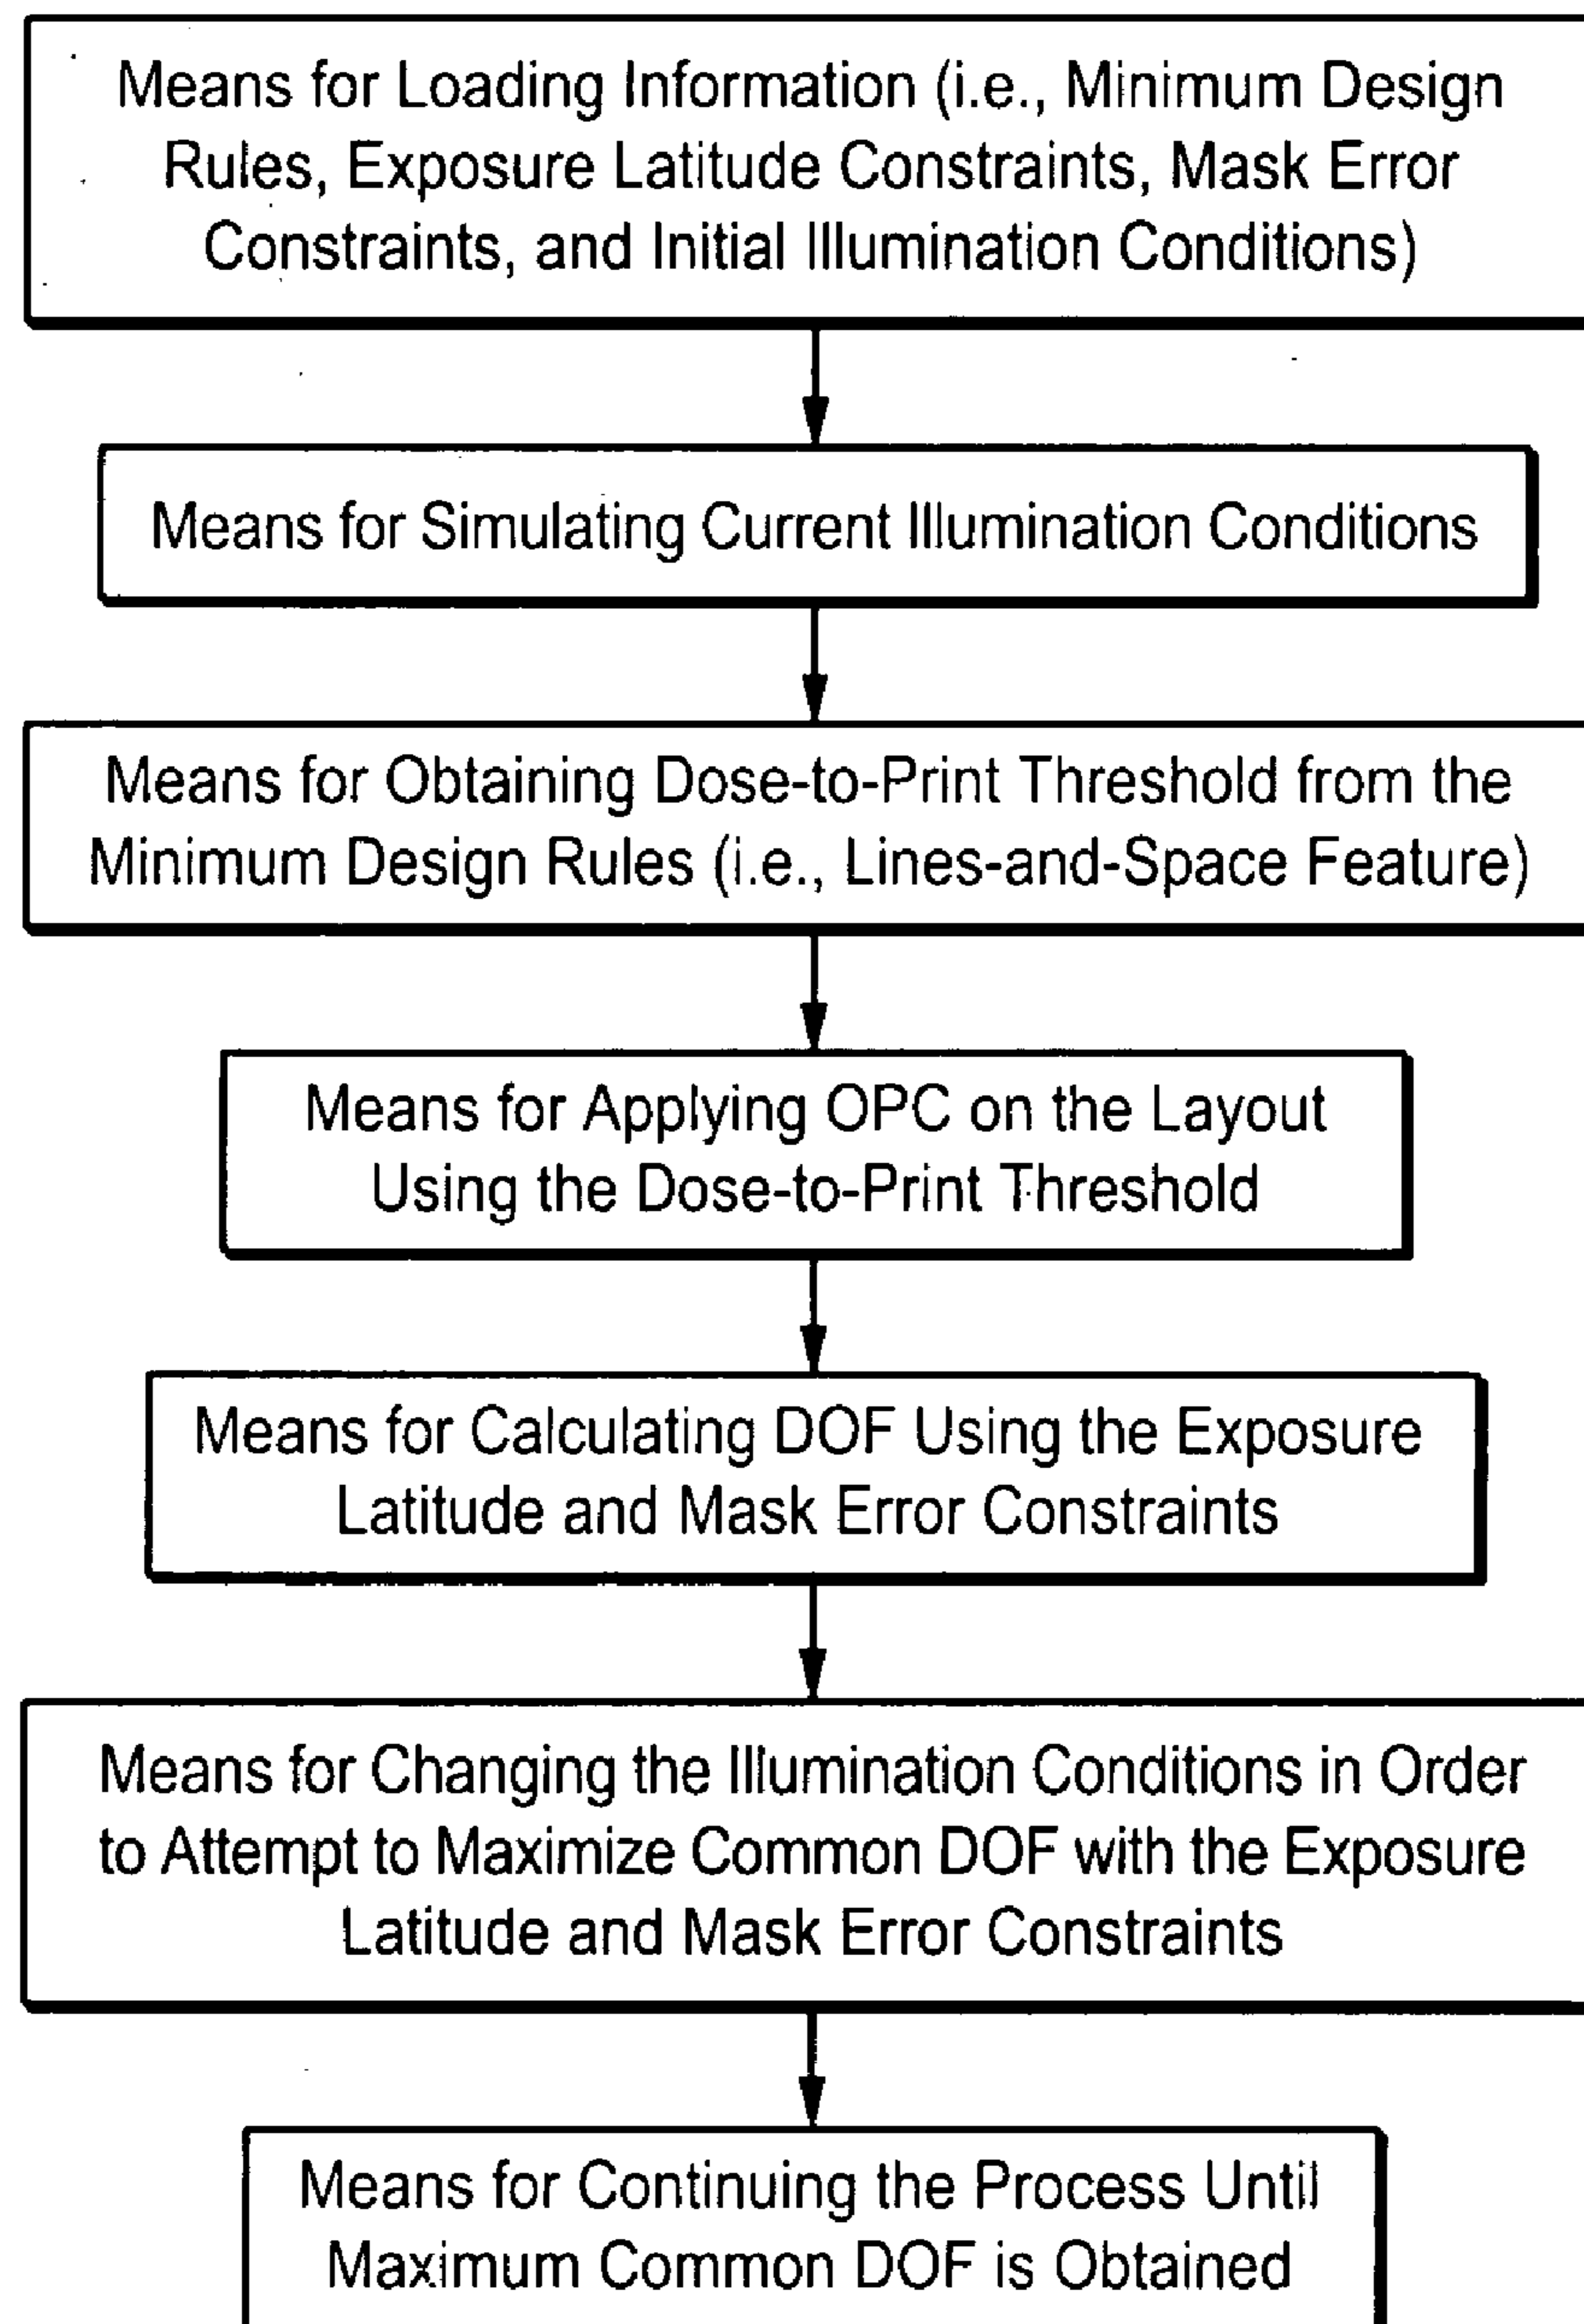 Means for Loading Information (i.e., Minimum Design
Rules, Exposure Latitude Constraints, Mask Error
Constraints, and Initial Illumination Conditions)
Means for Simulating Current Illumination Conditions
Means for Obtaining Dose-to-Print Threshold from the
Minimum Design Rules (i.e., Lines-and-Space Feature)
Means for Applying OPC on the Layout
Using the Dose-to-Print Threshold
Means for Calculating DOF Using the Exposure
Latitude and Mask Error Constraints
Means for Changing the Illumination Conditions in Order
to Attempt to Maximize Common DOF with the Exposure
Latitude and Mask Error Constraints
Means for Continuing the Process Until
Maximum Common DOF is Obtained